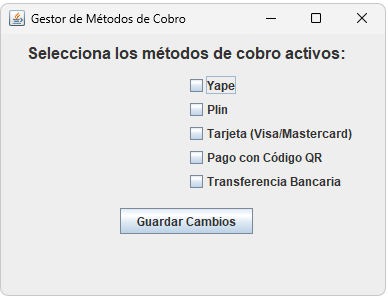 Gestor de Métodos de Cobro
Selecciona los métodos de cobro activos:
Yape
Plin
Tarjeta (Visa/Mastercard)
Pago con Código QR
Transferencia Bancaria
Guardar Cambios